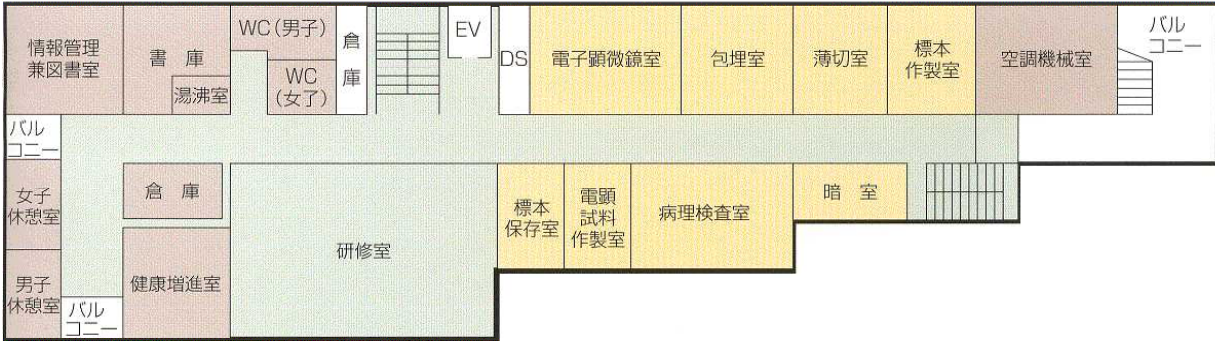 情報管理
兼図書室
書 庫
湯沸室
WC(男子)
WC
(女了)
倉
庫
EV
DS
電子顕微鏡室
包埋室
薄切室
標本
作製室
空調機械室
バル
コニー
バル
コニー
女子
休憩室
男子
休憩室
バル
コニー
倉 庫
健康増進室
研修室
標本
保存室
電顕
試料
作製室
病理検査室
暗 室